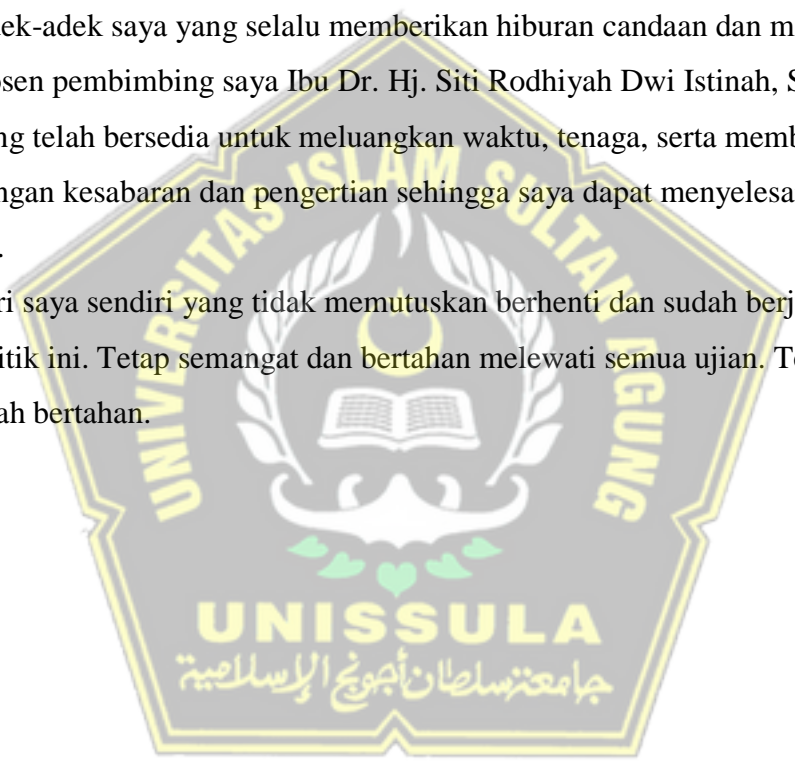 ek-adek saya yang selalu memberikan hiburan candaan dan m
osen pembimbing saya Ibu Dr. Hj. Siti Rodhiyah Dwi Istinah, S
ng telah bersedia untuk meluangkan waktu, tenaga, serta memb
ngan kesabaran dan pengertian sehingga saya dapat menyelesa
.
ri saya sendiri yang tidak memutuskan berhenti dan sudah berj
itik ini. Tetap semangat dan bertahan melewati semua ujian. Te
ah bertahan.
UNIVERSITAS ISLAM SULTAN AGUNG
UNISSULA
جامعة سلطان أجونج الإسلامية